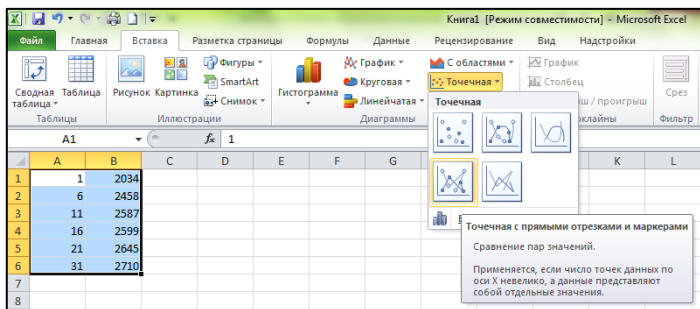 Книга1 [Режим совместимости] - Microsoft Excel
Файл Главная Вставка Разметка страницы Формулы Данные Рецензирование Вид Надстройки
Сводная таблица Таблица Рисунок Картинка Фигуры SmartArt Снимок Гистограмма График Круговая Линейчатая С областями Точечная График Столбец ш / проигрыш Срез
Таблицы Иллюстрации Диаграммы клайны Фильтр
Точечная
A1 fx 1
A B C D E F G K L
1 1 2034
2 6 2458
3 11 2587
4 16 2599
5 21 2645
6 31 2710
7
8
Точечная с прямыми отрезками и маркерами
Сравнение пар значений.
Применяется, если число точек данных по
оси X невелико, а данные представляют
собой отдельные значения.